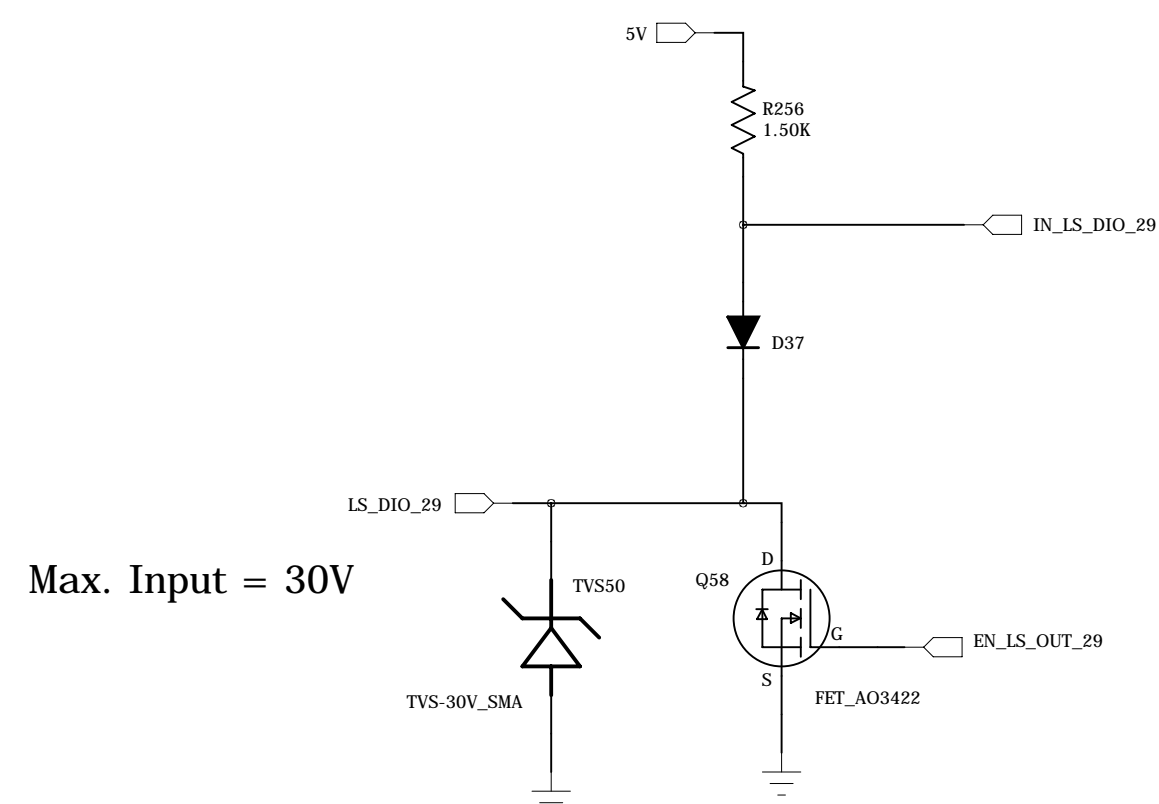 5V
R256
1.50K
IN_LS_DIO_29
D37
LS_DIO_29
Max. Input = 30V
TVS50
TVS-30V_SMA
Q58
D
G
S
EN_LS_OUT_29
FET_AO3422